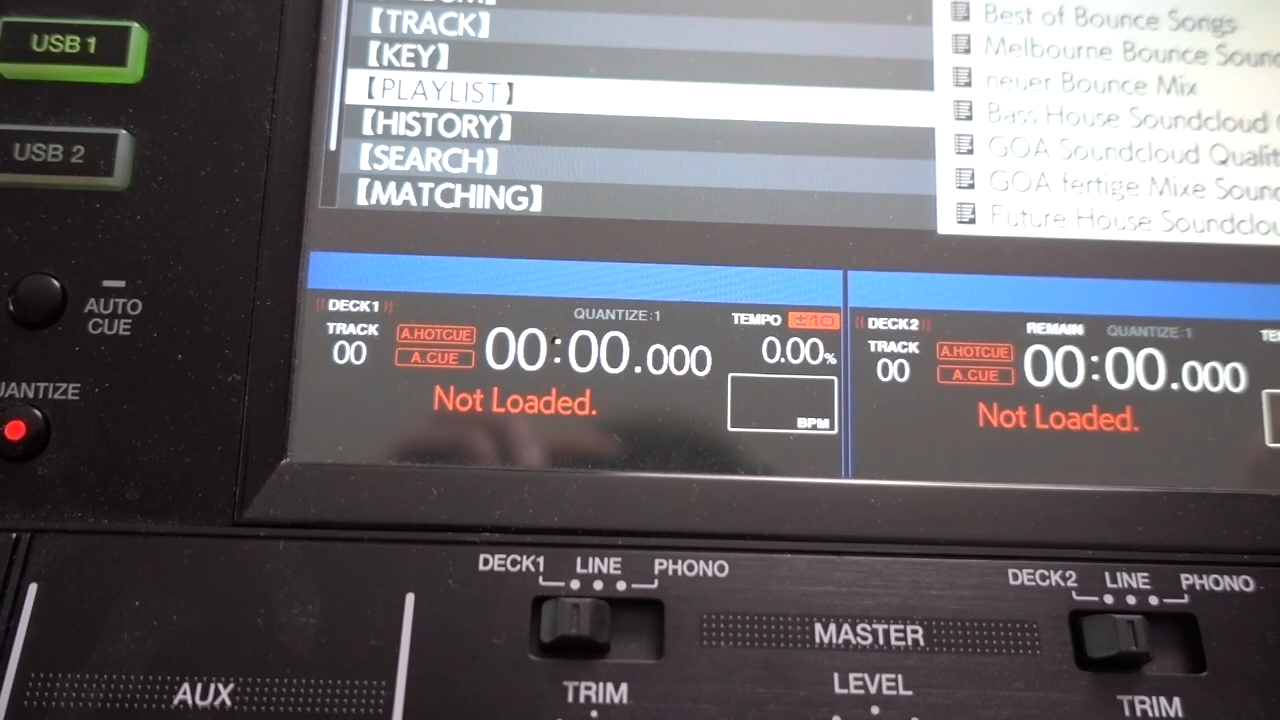 USB 1
USB 2
AUTO
CUE
【TRACK】
【KEY】
【PLAYLIST】
【HISTORY】
【SEARCH】
【MATCHING】
Best of Bounce Songs
Melbourne Bounce Soun
neuer Bounce Mix
Bass House Soundcloud
GOA Soundcloud Qualit
GOA fertige Mixe Soun
Future House Soundclou
DECK1
QUANTIZE:1
TEMPO ±10
TRACK
00
A.HOTCUE
A.CUE
00:00.000
0.00%
Not Loaded.
BPM
DECK2
REMAIN
QUANTIZE:1
TRACK
00
A.HOTCUE
A.CUE
00:00.000
Not Loaded.
UANTIZE
DECK1 LINE PHONO
DECK2 LINE PHONO
MASTER
AUX
TRIM
LEVEL
TRIM